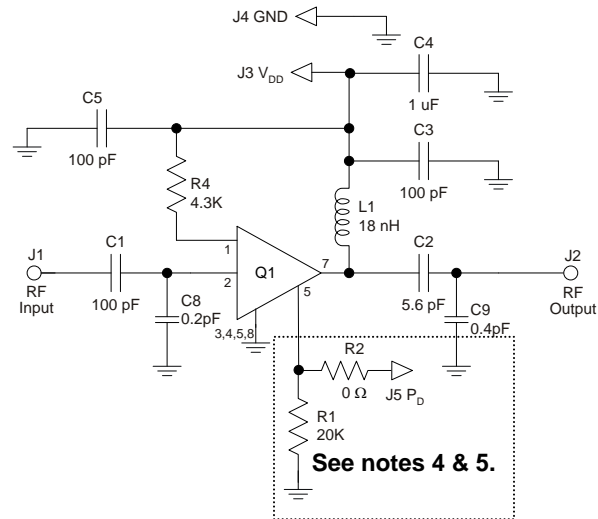 J4 GND
C4
J3 VDD
1 uF
C5
C3
100 pF
100 pF
R4
4.3K
L1
18 nH
J1
C1
1
Q1
7
C2
J2
2
5
RF
Input
100 pF
C8
0.2pF
5.6 pF
C9
0.4pF
RF
Output
3,4,5,8
R2
0 Ω
J5 PD
R1
20K
See notes 4 & 5.